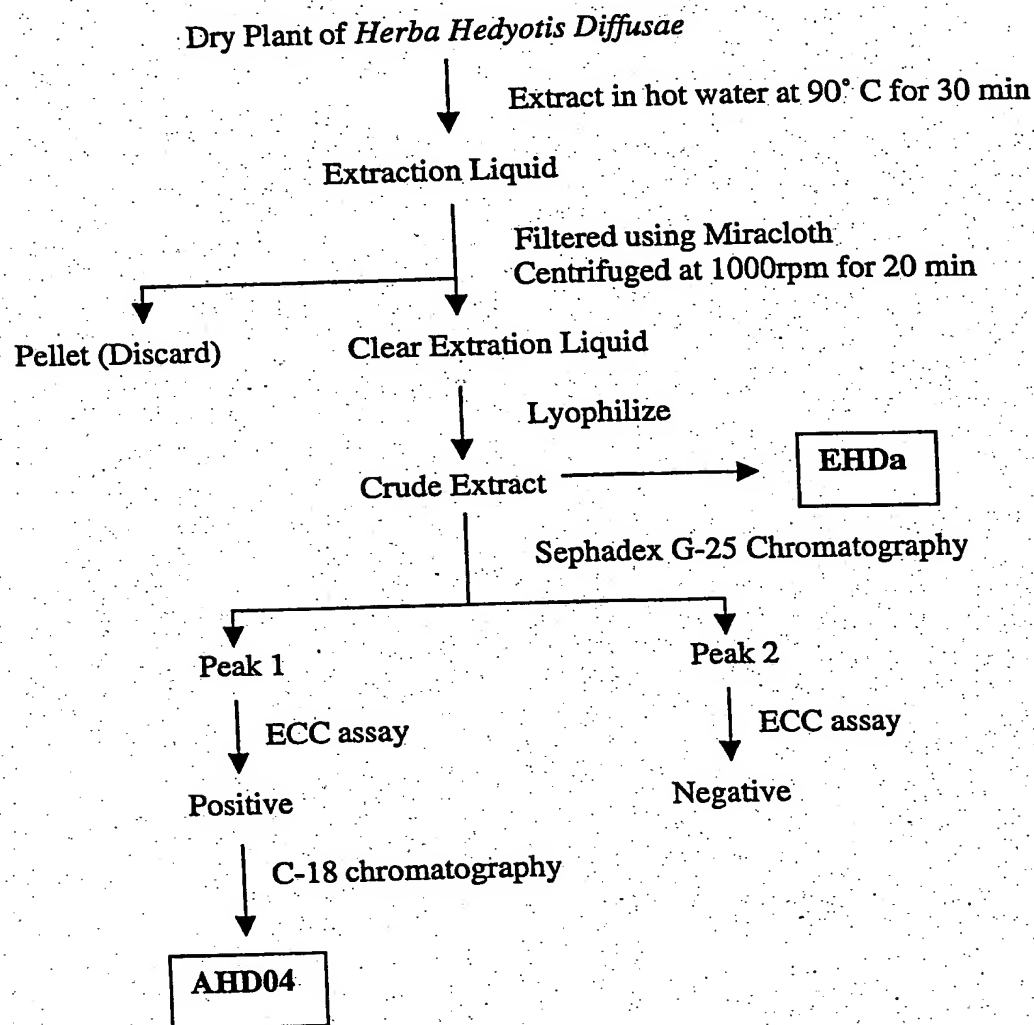 Dry Plant of Herba Hedyotis Diffusae
Extract in hot water at 90° C for 30 min
Extraction Liquid
Filtered using Miracloth
Centrifuged at 1000rpm for 20 min
Pellet (Discard)
Clear Extration Liquid
Lyophilize
Crude Extract
EHDa
Sephadex G-25 Chromatography
Peak 1
Peak 2
ECC assay
ECC assay
Positive
Negative
C-18 chromatography
AHD04